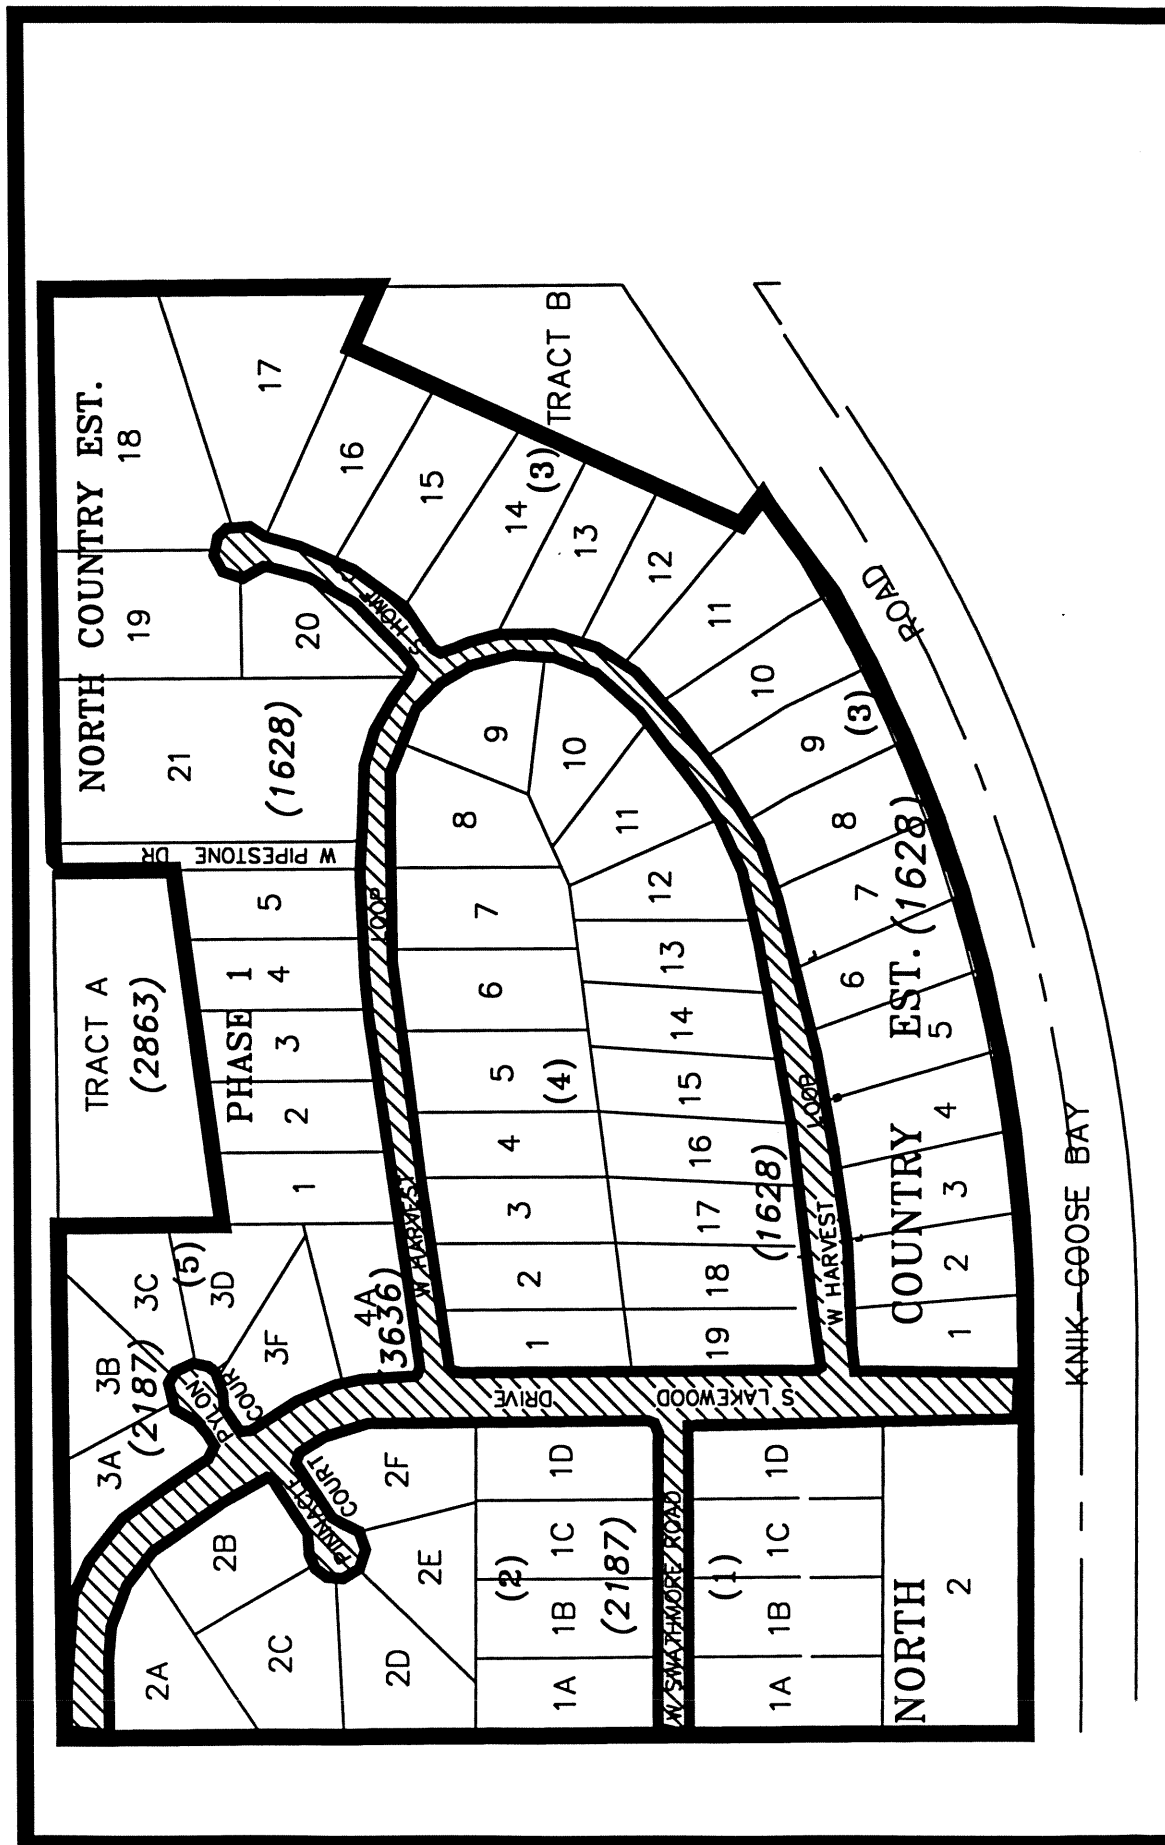 NORTH COUNTRY EST.
18
17
19
20
21
(1628)
16
15
14
(3)
13
12
11
10
9
(3)
8
7
6
5
4
3
2
1
TRACT B
TRACT A
(2863)
W PIPESTONE DR
PHASE 1
5
4
3
2
1
S HOME C
LOOP
W HARVEST
8
9
10
11
7
12
6
13
5
14
(4)
15
4
16
3
17
2
18
1
19
(1628)
LOOP
W HARVEST
NORTH COUNTRY EST. (1628)
ROAD
KNIK-GOOSE BAY
3C
(5)
3D
3B
(2187)
3F
4A
(3636)
3A
PYLON COURT
PINNACLE COURT
S LAKEWOOD DRIVE
2B
2F
2E
2A
2C
2D
1D
1C
1B
1A
(2)
(2187)
W SWATHMORE ROAD
(1)
1D
1C
1B
1A
2